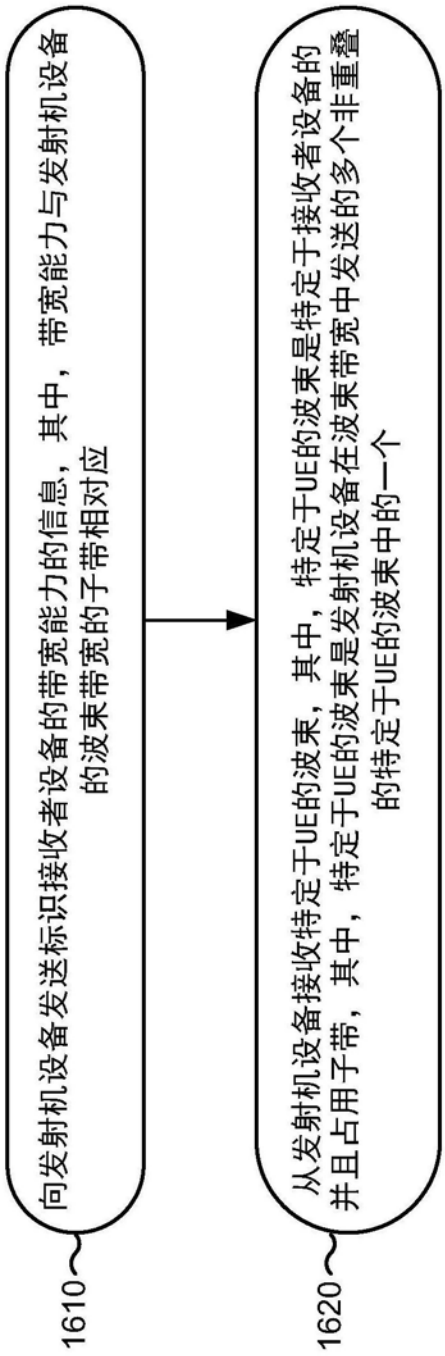 1610
向发射机设备发送标识接收者设备的带宽能力的信息，其中，带宽能力与发射机设备
的波束带宽的子带相对应
1620
从发射机设备接收特定于UE的波束，其中，特定于UE的波束是特定于接收者设备的
并且占用子带，其中，特定于UE的波束是发射机设备在波束带宽中发送的多个非重叠
的特定于UE的波束中的一个